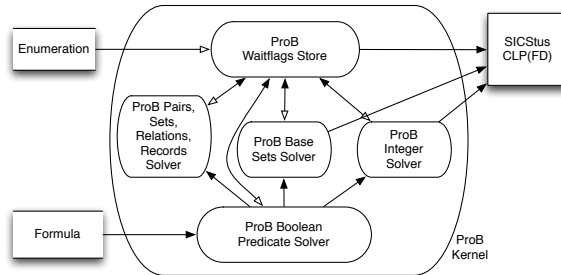 Enumeration
ProB
Waitflags Store
SICStus
CLP(FD)
ProB Pairs,
Sets,
Relations,
Records
Solver
ProB Base
Sets Solver
ProB
Integer
Solver
Formula
ProB Boolean
Predicate Solver
ProB
Kernel